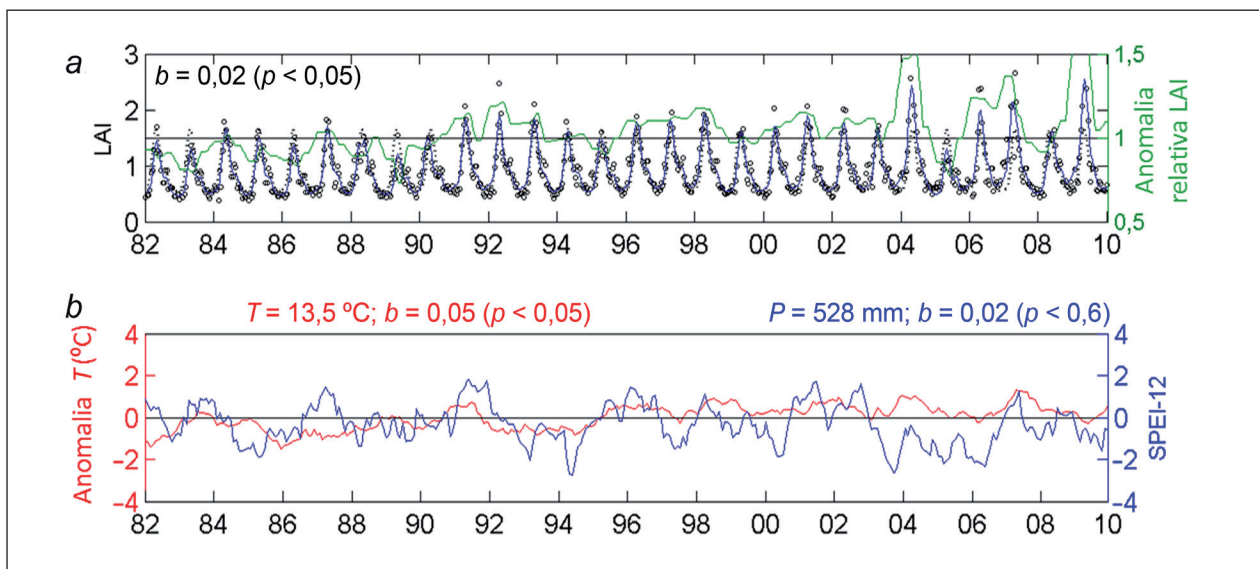 a
b = 0,02 (p < 0,05)
LAI
3
2
1
0
1,5
1
0,5
Anomalia
relativa LAI
82 84 86 88 90 92 94 96 98 00 02 04 06 08 10
b
T = 13,5 ºC; b = 0,05 (p < 0,05)
P = 528 mm; b = 0,02 (p < 0,6)
Anomalia T (ºC)
4
2
0
–2
–4
4
2
0
–2
–4
SPEI-12
82 84 86 88 90 92 94 96 98 00 02 04 06 08 10